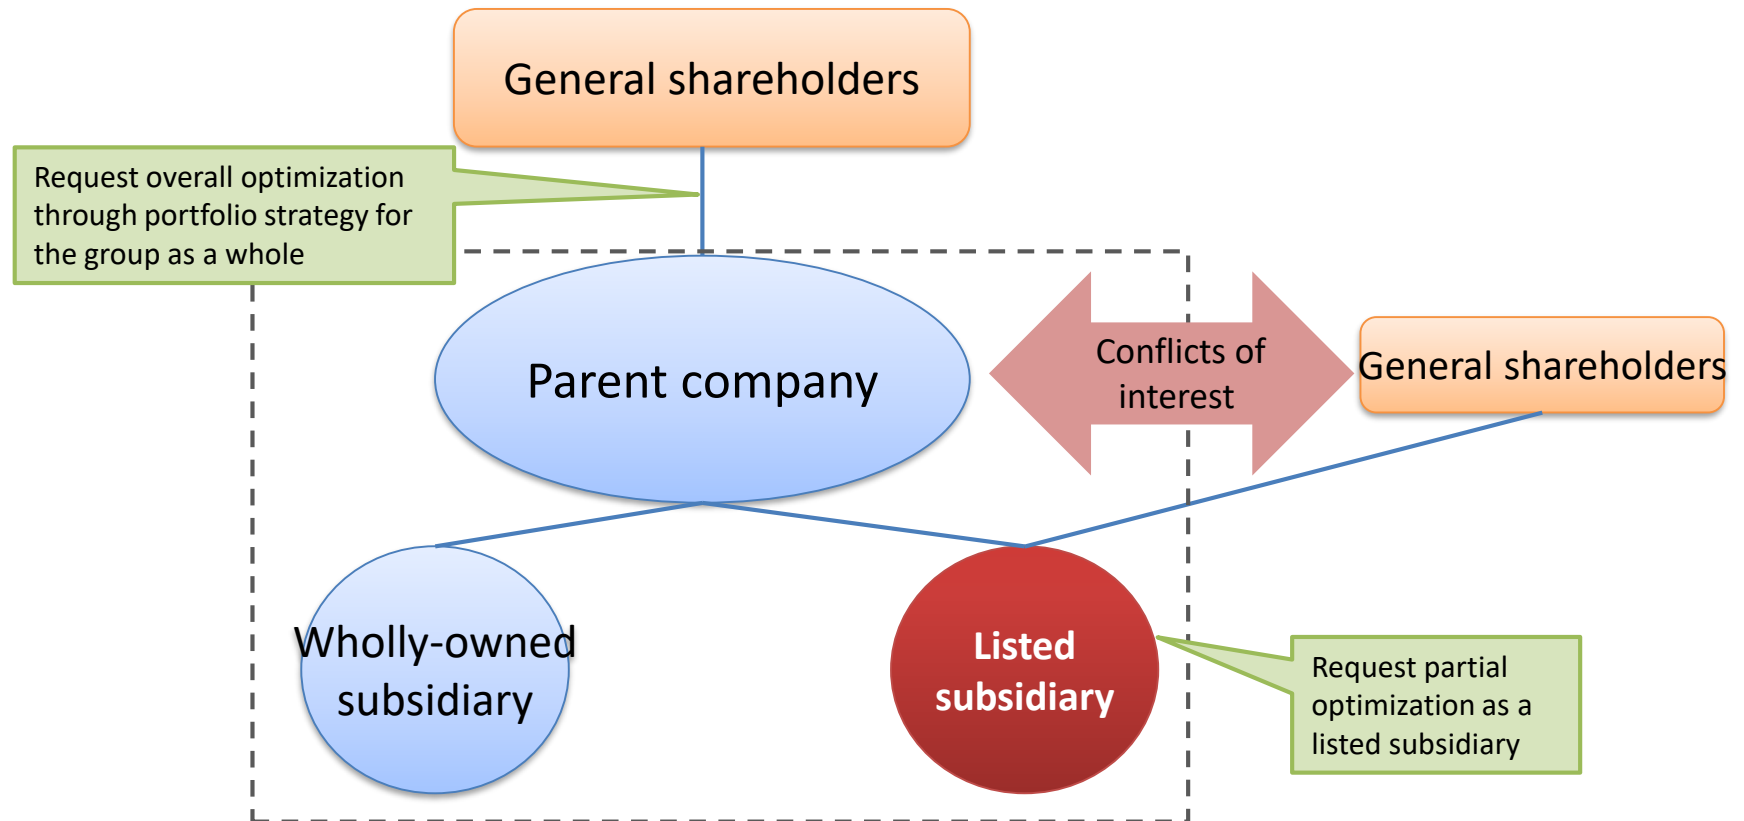 General shareholders
Request overall optimization
through portfolio strategy for
the group as a whole
Parent company
Conflicts of
interest
General shareholders
Wholly-owned
subsidiary
Listed
subsidiary
Request partial
optimization as a
listed subsidiary